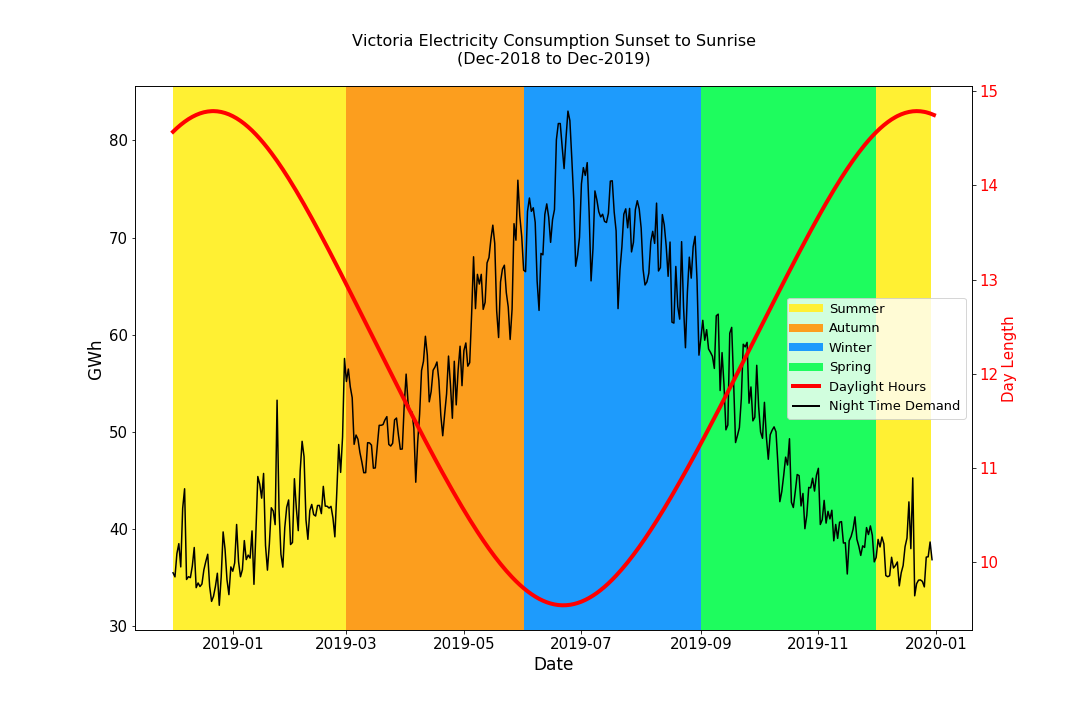 Victoria Electricity Consumption Sunset to Sunrise
(Dec-2018 to Dec-2019)
GWh
80
70
60
50
40
30
15
14
13
12
11
10
Day Length
Summer
Autumn
Winter
Spring
Daylight Hours
Night Time Demand
2019-01
2019-03
2019-05
2019-07
2019-09
2019-11
2020-01
Date